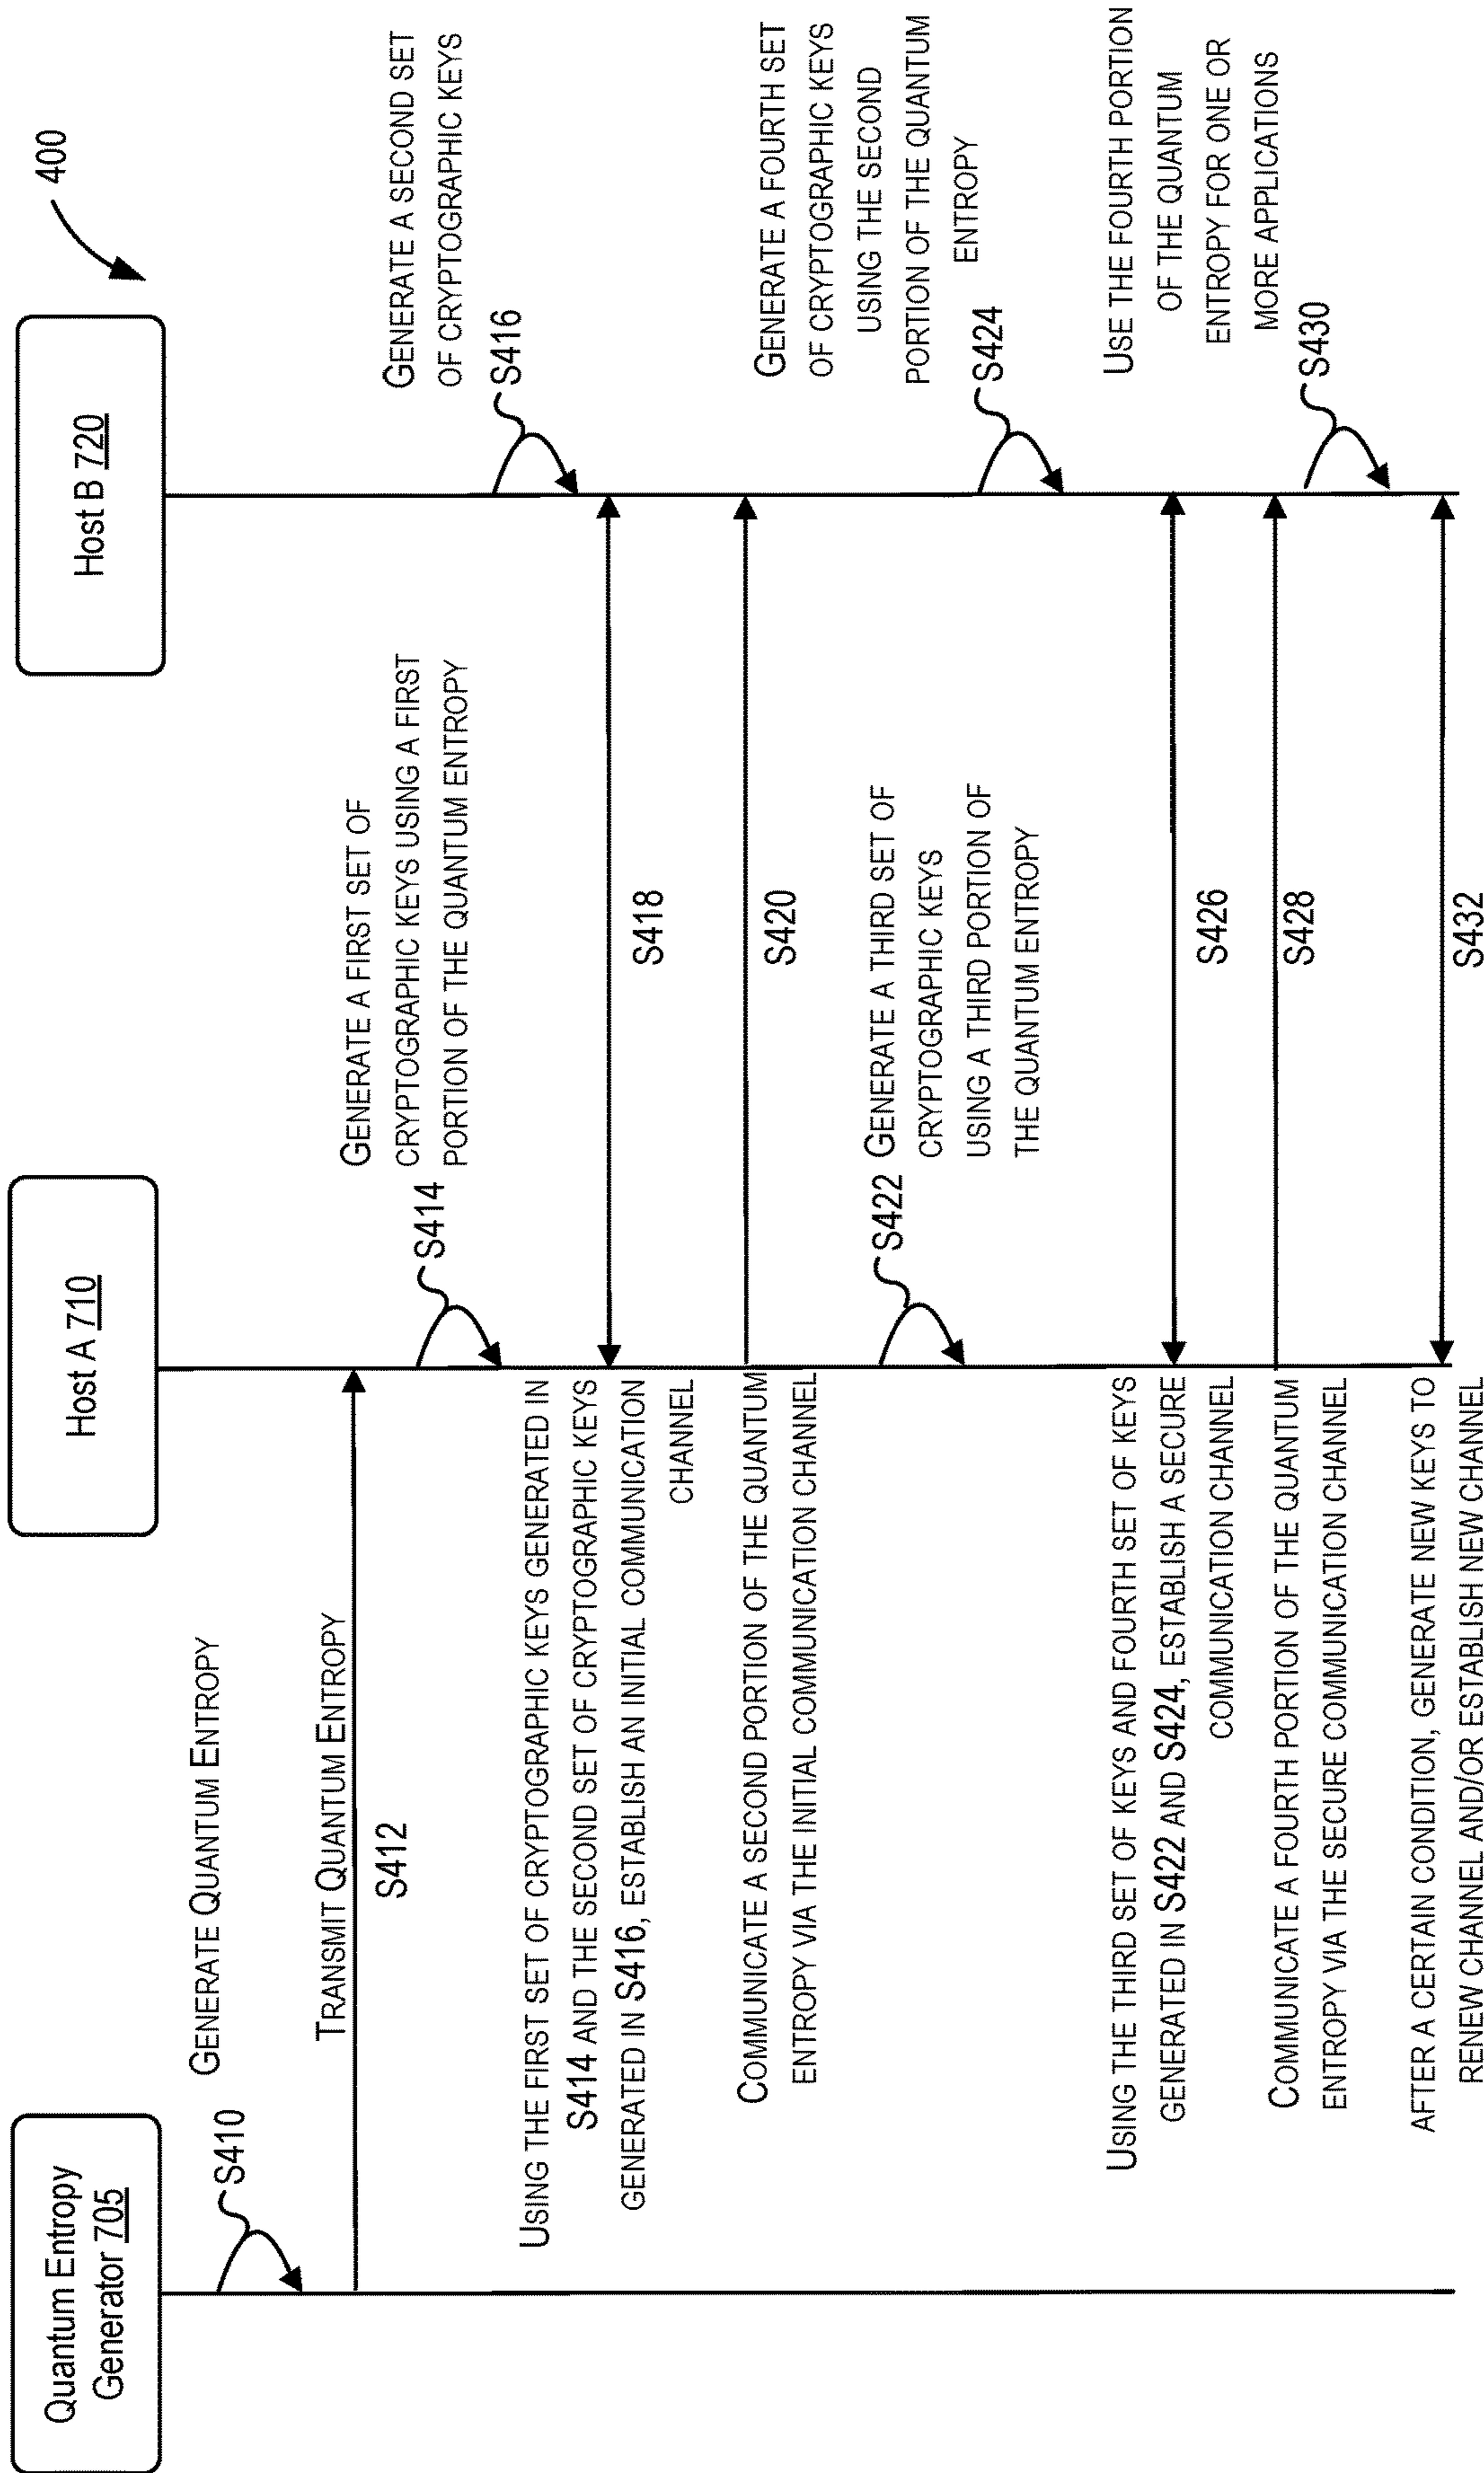 400
Quantum Entropy
Generator 705
Host A 710
Host B 720
S410
GENERATE QUANTUM ENTROPY
TRANSMIT QUANTUM ENTROPY
S412
S414
GENERATE A FIRST SET OF
CRYPTOGRAPHIC KEYS USING A FIRST
PORTION OF THE QUANTUM ENTROPY
GENERATE A SECOND SET
OF CRYPTOGRAPHIC KEYS
S416
USING THE FIRST SET OF CRYPTOGRAPHIC KEYS GENERATED IN
S414 AND THE SECOND SET OF CRYPTOGRAPHIC KEYS
GENERATED IN S416, ESTABLISH AN INITIAL COMMUNICATION
CHANNEL
S418
COMMUNICATE A SECOND PORTION OF THE QUANTUM
ENTROPY VIA THE INITIAL COMMUNICATION CHANNEL
S420
S422
GENERATE A THIRD SET OF
CRYPTOGRAPHIC KEYS
USING A THIRD PORTION OF
THE QUANTUM ENTROPY
GENERATE A FOURTH SET
OF CRYPTOGRAPHIC KEYS
USING THE SECOND
PORTION OF THE QUANTUM
ENTROPY
S424
USING THE THIRD SET OF KEYS AND FOURTH SET OF KEYS
GENERATED IN S422 AND S424, ESTABLISH A SECURE
COMMUNICATION CHANNEL
S426
COMMUNICATE A FOURTH PORTION OF THE QUANTUM
ENTROPY VIA THE SECURE COMMUNICATION CHANNEL
S428
USE THE FOURTH PORTION
OF THE QUANTUM
ENTROPY FOR ONE OR
MORE APPLICATIONS
S430
AFTER A CERTAIN CONDITION, GENERATE NEW KEYS TO
RENEW CHANNEL AND/OR ESTABLISH NEW CHANNEL
S432